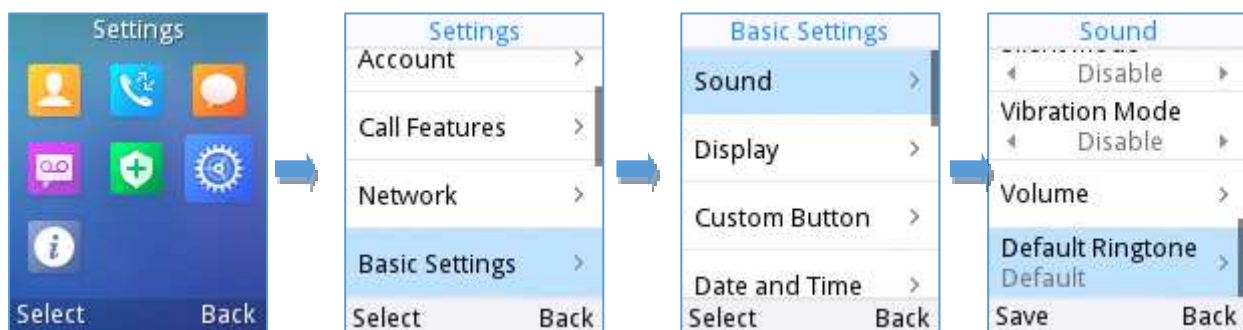 Settings
Select Back
Settings
Account
Call Features
Network
Basic Settings
Select Back
Basic Settings
Sound
Display
Custom Button
Date and Time
Select Back
Sound
Disable
Vibration Mode
Disable
Volume
Default Ringtone
Default
Save Back